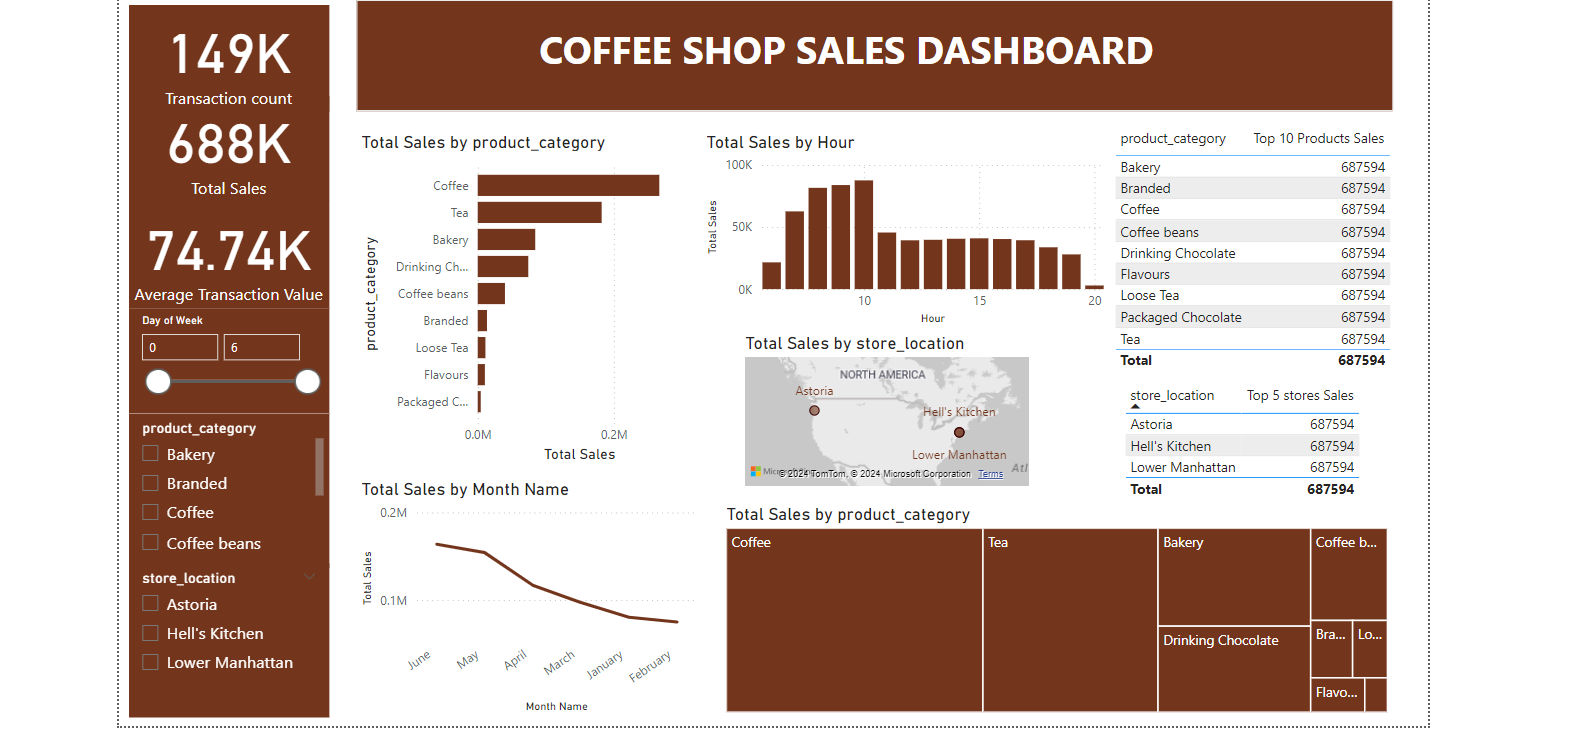 149K
Transaction count
688K
Total Sales
74.74K
Average Transaction Value
Day of Week
0 6
product_category
Bakery
Branded
Coffee
Coffee beans
store_location
Astoria
Hell's Kitchen
Lower Manhattan
COFFEE SHOP SALES DASHBOARD
Total Sales by product_category
product_category
Coffee
Tea
Bakery
Drinking Ch...
Coffee beans
Branded
Loose Tea
Flavours
Packaged C...
0.0M 0.2M
Total Sales
Total Sales by Hour
Total Sales
100K
50K
0K
10 15 20
Hour
product_category Top 10 Products Sales
Bakery 687594
Branded 687594
Coffee 687594
Coffee beans 687594
Drinking Chocolate 687594
Flavours 687594
Loose Tea 687594
Packaged Chocolate 687594
Tea 687594
Total 687594
Total Sales by store_location
NORTH AMERICA
Astoria
Hell's Kitchen
Lower Manhattan
© 2024 TomTom, © 2024 Microsoft Corporation Terms
store_location Top 5 stores Sales
Astoria 687594
Hell's Kitchen 687594
Lower Manhattan 687594
Total 687594
Total Sales by Month Name
Total Sales
0.2M
0.1M
June May April March January February
Month Name
Total Sales by product_category
Coffee
Tea
Bakery
Drinking Chocolate
Coffee b...
Bra... Lo...
Flavo...